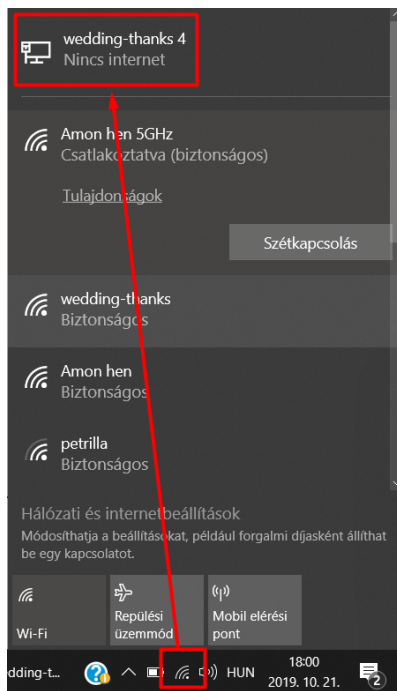 wedding-thanks 4
Nincs internet
Amon hen 5GHz
Csatlakoztatva (biztonságos)
Tulajdonságok
Szétkapcsolás
wedding-thanks
Biztonságos
Amon hen
Biztonságos
petrilla
Biztonságos
Hálózati és internetbeállítások
Módosíthatja a beállításokat, például forgalmi díjasként állíthat
be egy kapcsolatot.
Wi-Fi
Repülési
üzemmód
Mobil elérési
pont
dding-t...
HUN
18:00
2019. 10. 21.
2